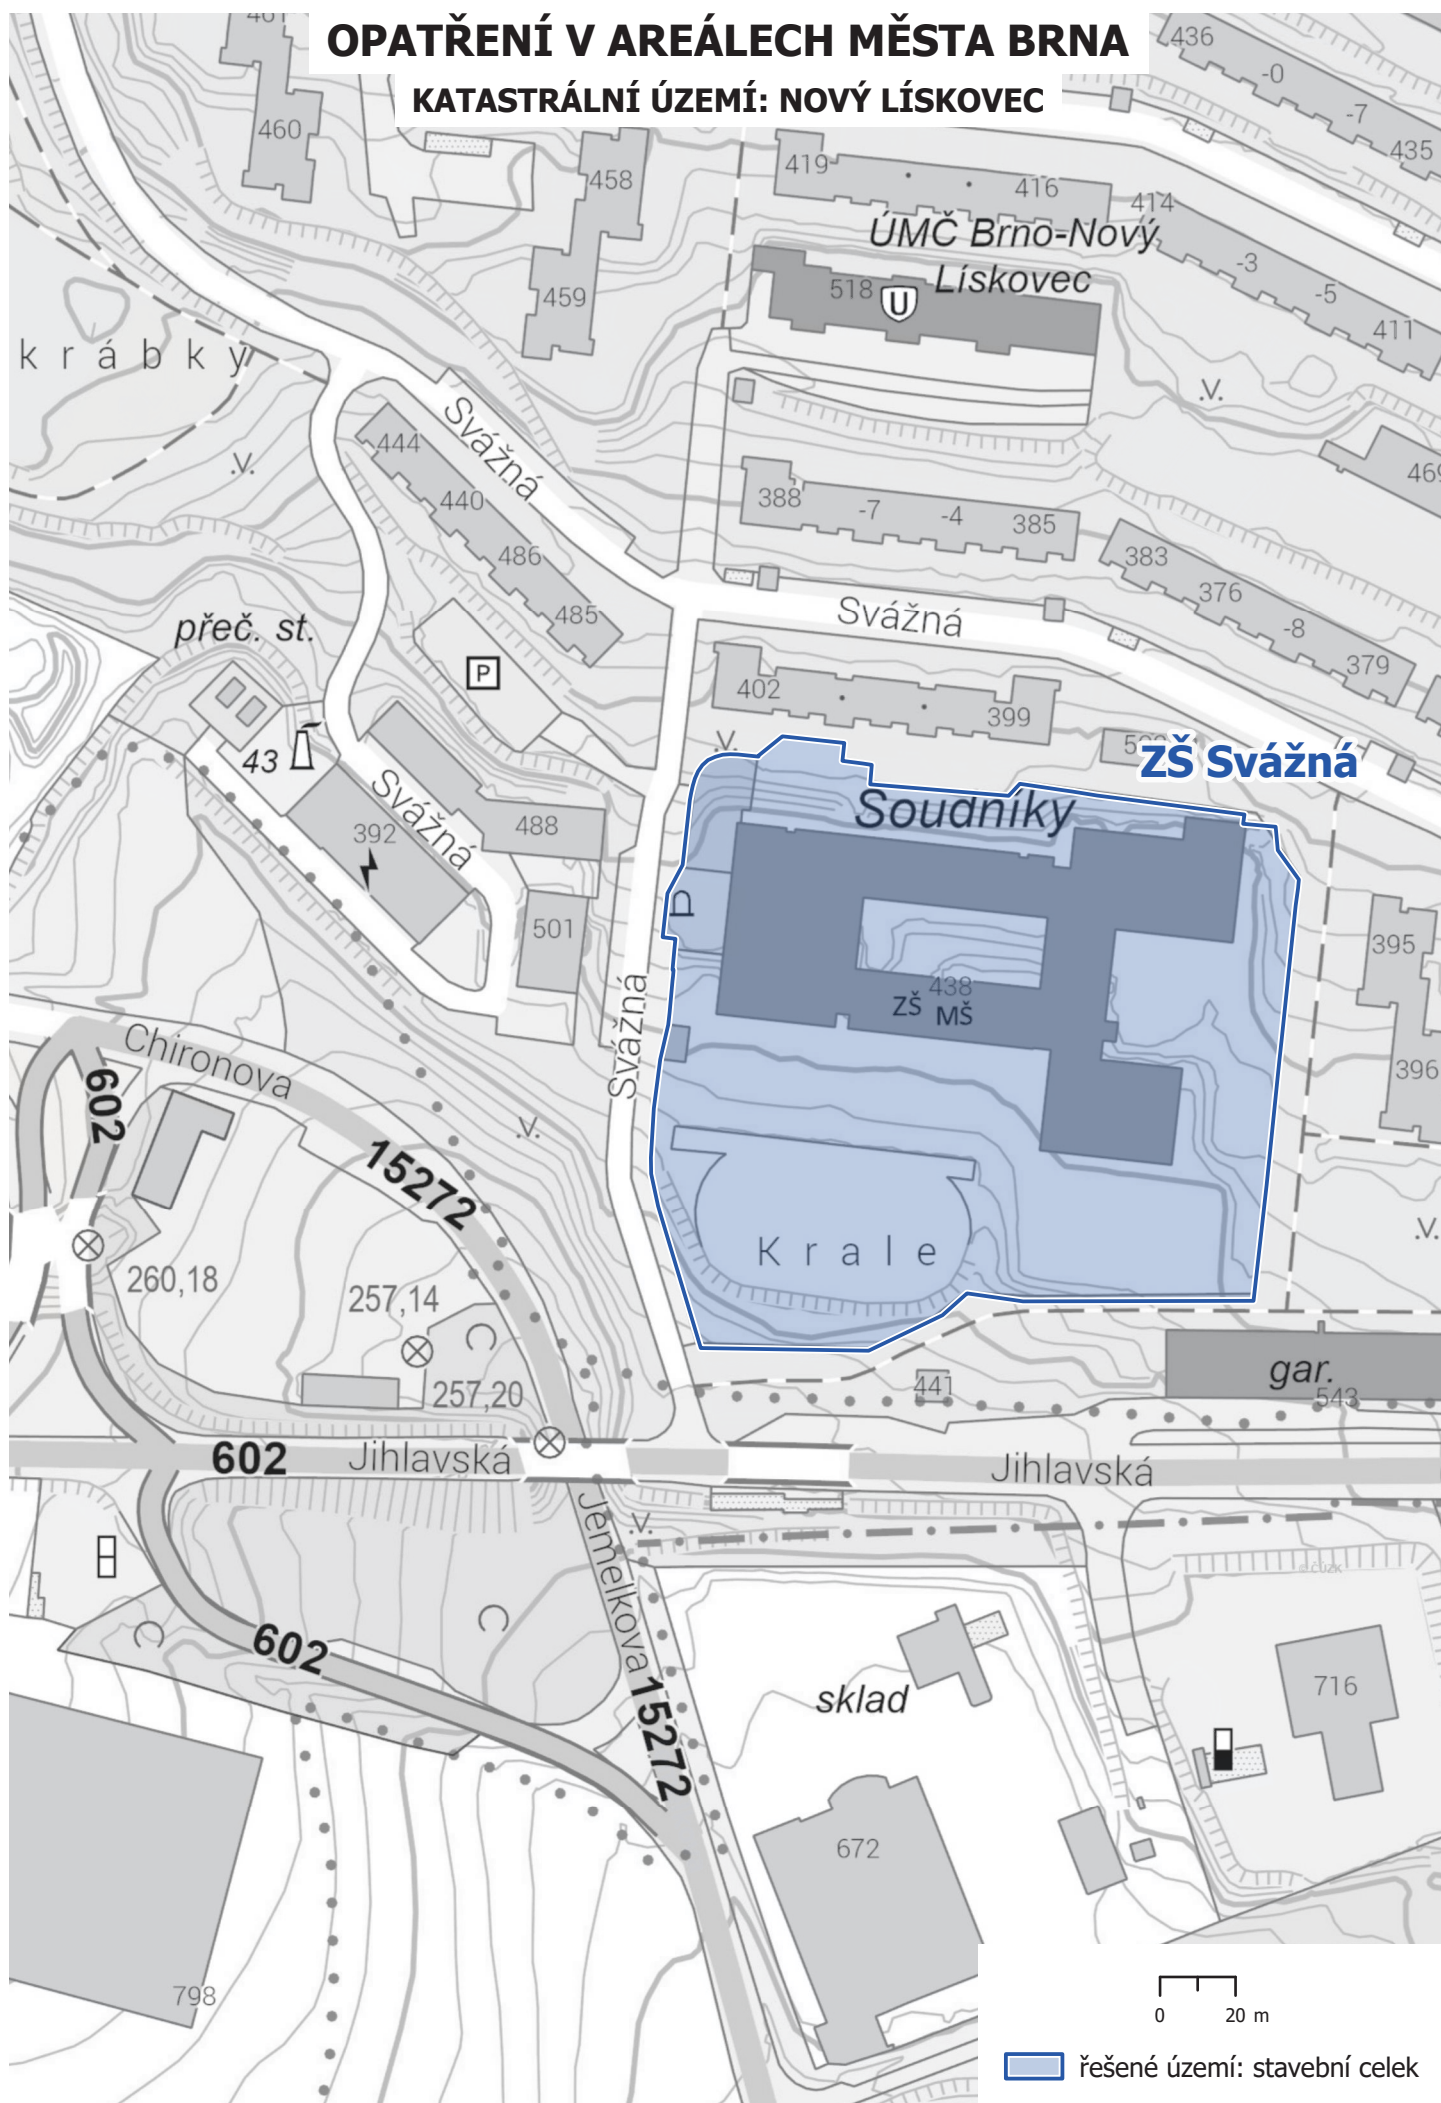 OPATŘENÍ V AREÁLECH MĚSTA BRNA
KATASTRÁLNÍ ÚZEMÍ: NOVÝ LÍSKOVEC
461
436
-0
-7
435
460
458
419
416
414
ÚMČ Brno-Nový
Lískovec
459
518
U
-3
-5
411
krábky
.v.
.v.
444
Svážná
440
486
485
388
-7
-4
385
469
383
376
-8
379
Svážná
přeč. st.
P
402
399
.v.
43
ZŠ Svážná
Soudníky
392
Svážná
488
501
395
438
ZŠ MŠ
Svážná
396
Chironova
602
.v.
15272
Krale
.v.
260,18
257,14
257,20
441
gar.
543
602
Jihlavská
Jihlavská
Jemelkova
.v.
© ČÚZK
602
15272
sklad
716
672
798
0 20 m
řešené území: stavební celek